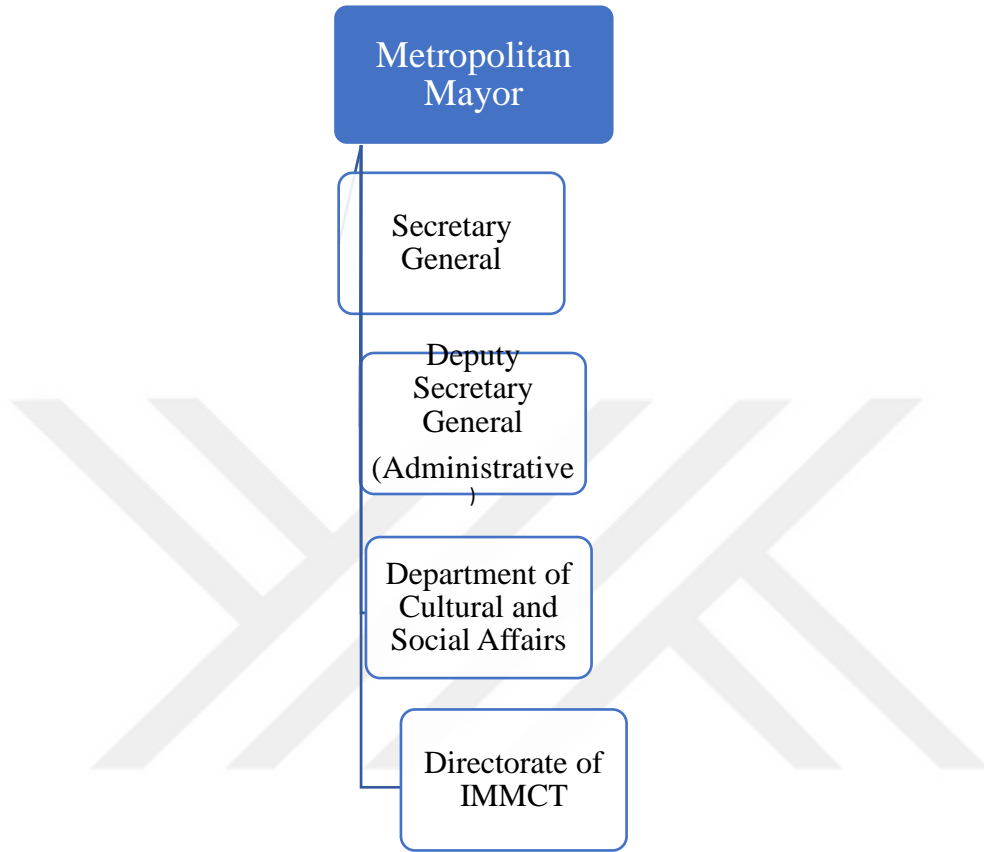 Metropolitan
Mayor
Secretary
General
Deputy
Secretary
General
(Administrative
)
Department of
Cultural and
Social Affairs
Directorate of
IMMCT